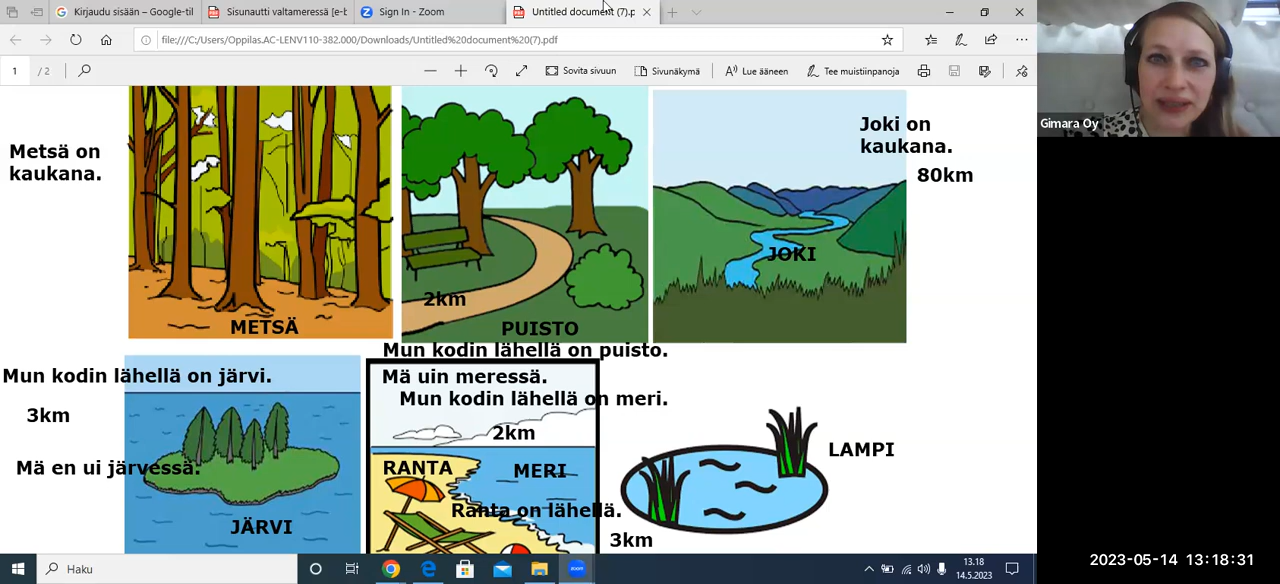 Kirjaudu sisään – Google-til
Sisunautti valtameressä [e-b
Sign In - Zoom
Untitled document (7).p
file:///C:/Users/Oppilas.AC-LENV110-382.000/Downloads/Untitled%20document%20(7).pdf
1 / 2
Sovita sivuun
Sivunäkymä
Lue ääneen
Tee muistiinpanoja
Gimara Oy
Metsä on
kaukana.
METSÄ
2km
PUISTO
Mun kodin lähellä on puisto.
Joki on
kaukana.
80km
JOKI
Mun kodin lähellä on järvi.
3km
Mä en ui järvessä.
JÄRVI
Mä uin meressä.
Mun kodin lähellä on meri.
2km
RANTA
MERI
Ranta on lähellä.
3km
LAMPI
Haku
zoom
13.18
14.5.2023
2023-05-14 13:18:31